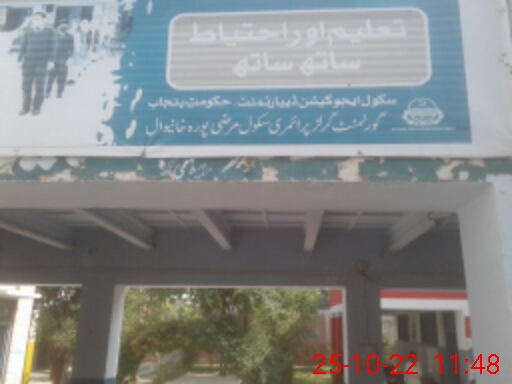 تعلیم اور احتیاط
ساتھ ساتھ
سکول ایجوکیشن ڈیپارٹمنٹ، حکومتِ پنجاب
گورنمنٹ گرلز پرائمری سکول مرضی پورہ خانیوال
25-10-22 11:48